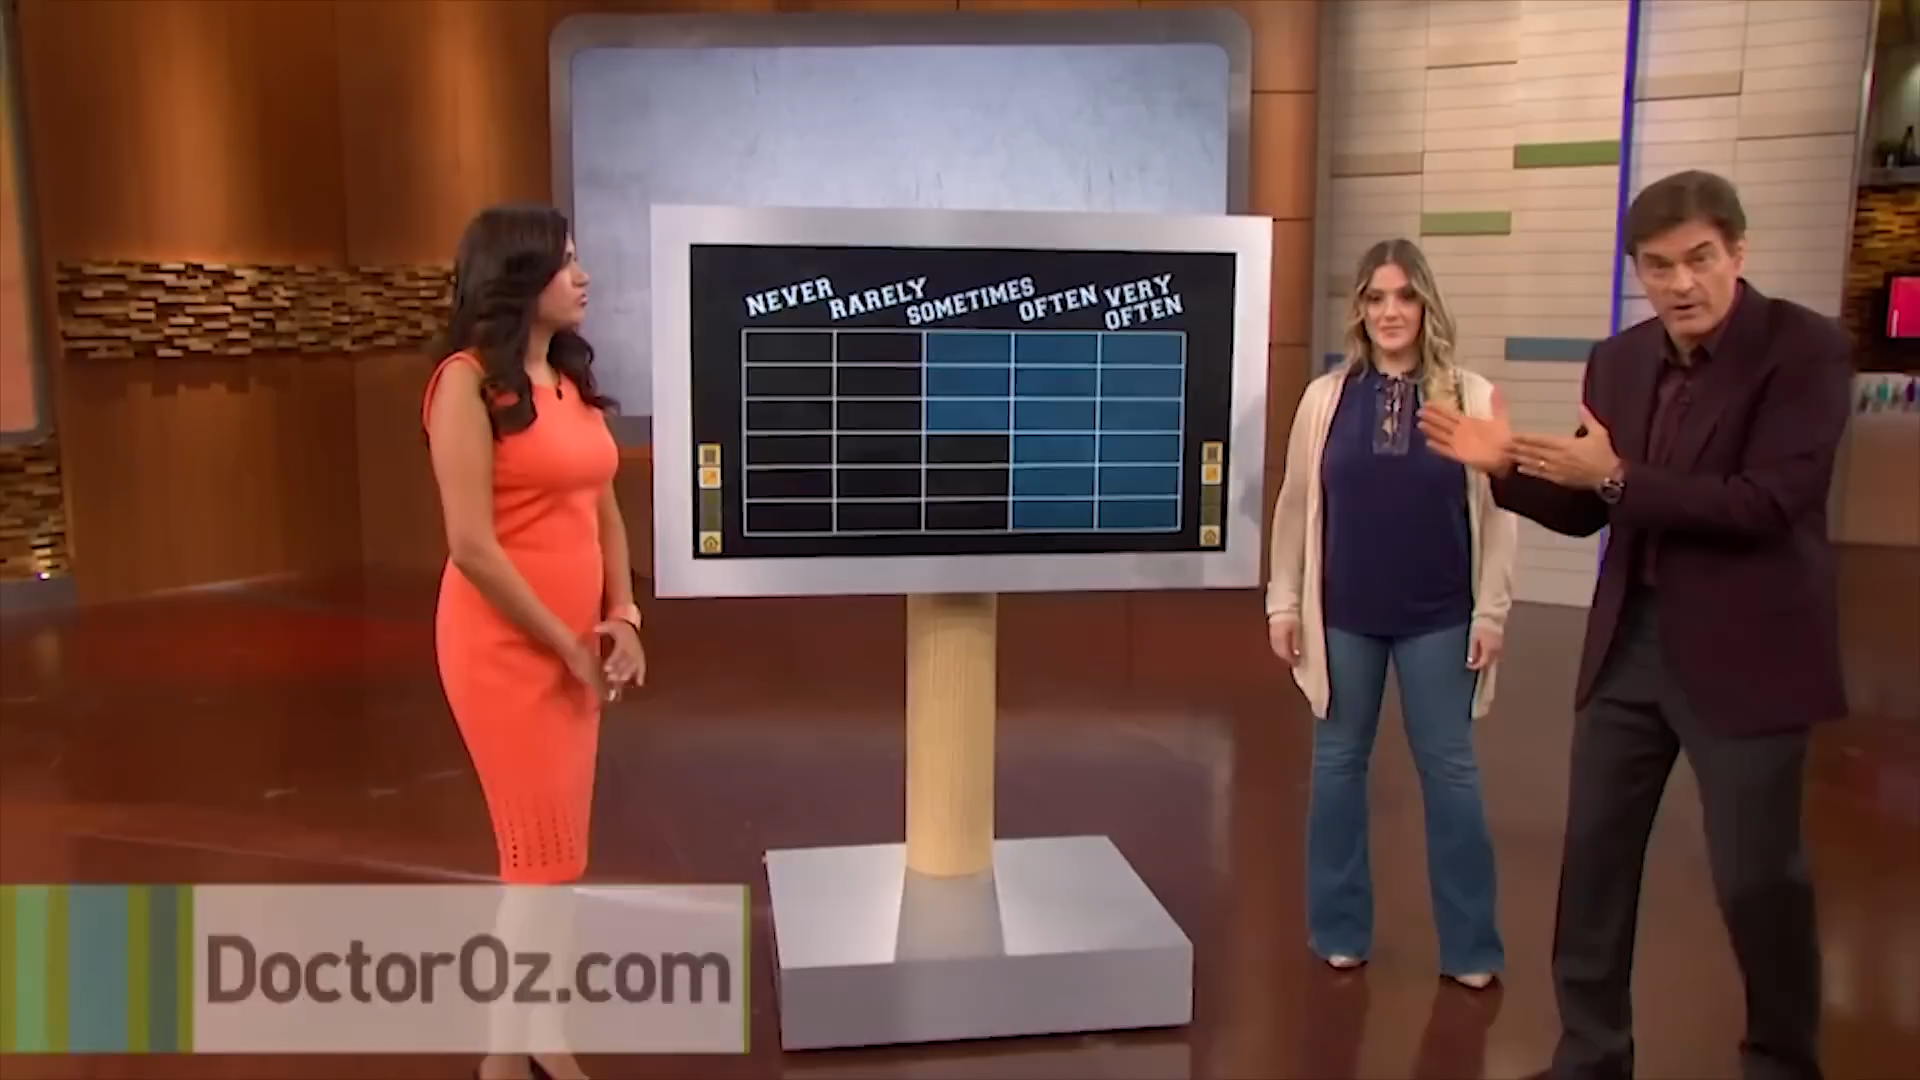 NEVER
RARELY
SOMETIMES
OFTEN
VERY
OFTEN
DoctorOz.com